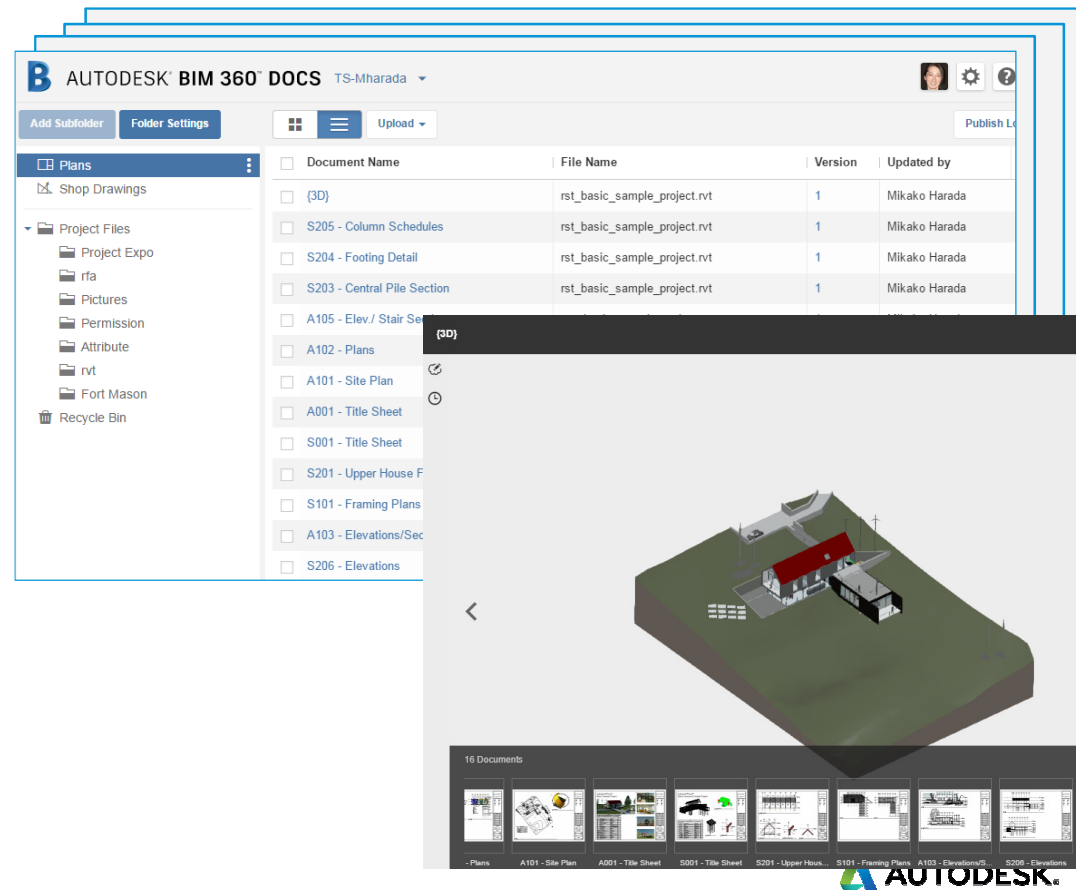 AUTODESK® BIM 360™ DOCS TS-Mharada
Add Subfolder Folder Settings Upload Publish Lo
Plans
Shop Drawings
Project Files
Project Expo
rfa
Pictures
Permission
Attribute
rvt
Fort Mason
Recycle Bin
Document Name File Name Version Updated by
{3D} rst_basic_sample_project.rvt 1 Mikako Harada
S205 - Column Schedules rst_basic_sample_project.rvt 1 Mikako Harada
S204 - Footing Detail rst_basic_sample_project.rvt 1 Mikako Harada
S203 - Central Pile Section rst_basic_sample_project.rvt 1 Mikako Harada
A105 - Elev./ Stair Se
A102 - Plans
A101 - Site Plan
A001 - Title Sheet
S001 - Title Sheet
S201 - Upper House F
S101 - Framing Plans
A103 - Elevations/Sec
S206 - Elevations
{3D}
16 Documents
- Plans A101 - Site Plan A001 - Title Sheet S001 - Title Sheet S201 - Upper Hous... S101 - Framing Plans A103 - Elevations/S... S206 - Elevations
AUTODESK®